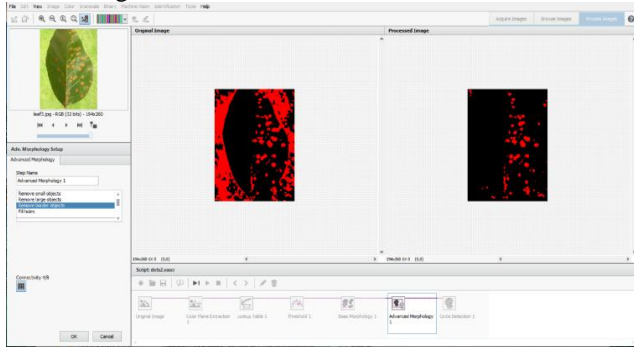 File Edit View Image Color Grayscale Binary Machine Vision Identification Tools Help
Acquire Images Browse Images Process Images
Original Image
Processed Image
leaf1.jpg - RGB (32 bits) - 194x260
Adv. Morphology Setup
Advanced Morphology
Step Name
Advanced Morphology 1
Remove small objects
Remove large objects
Remove border objects
Fill holes
Connectivity 4/8
OK Cancel
Script:
Original Image
Color Plane Extraction 1
Lookup Table 1
Threshold 1
Basic Morphology 1
Advanced Morphology 1
Circle Detection 1